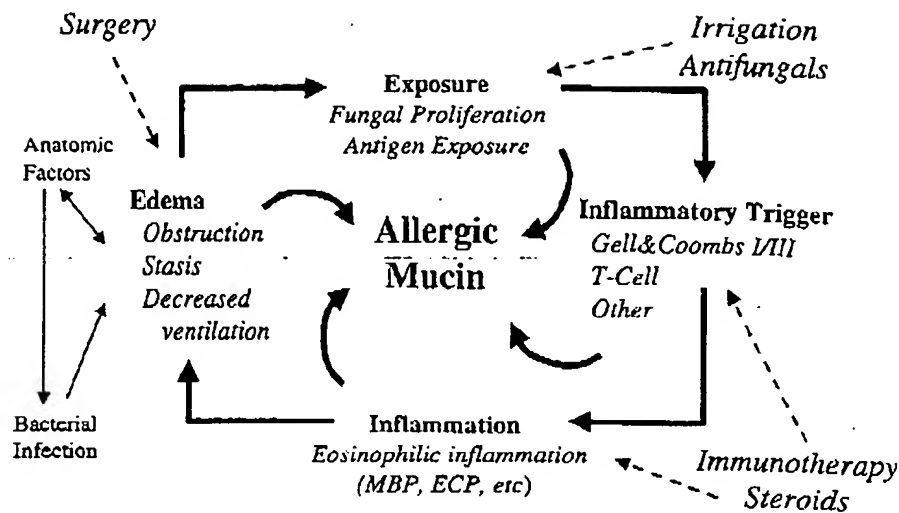 Surgery
Irrigation
Antifungals
Exposure
Fungal Proliferation
Antigen Exposure
Anatomic
Factors
Edema
Obstruction
Stasis
Decreased
ventilation
Allergic
Mucin
Inflammatory Trigger
Gell&Coombs I/III
T-Cell
Other
Bacterial
Infection
Inflammation
Eosinophilic inflammation
(MBP, ECP, etc)
Immunotherapy
Steroids